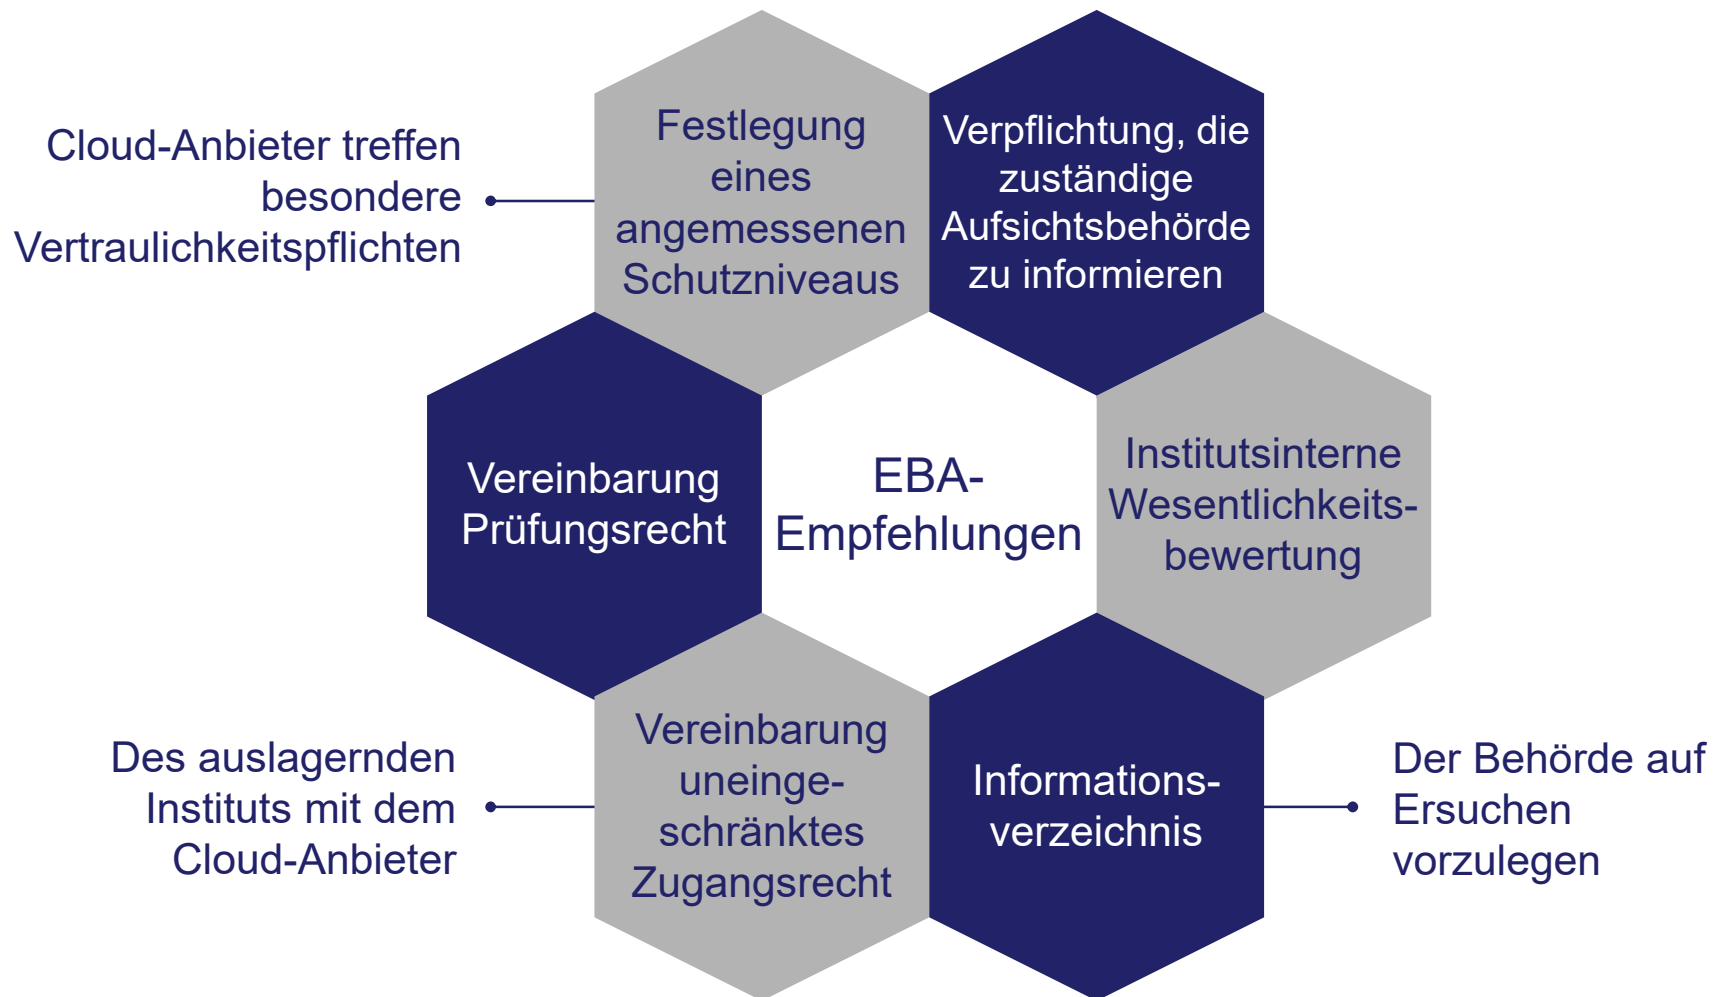 Cloud-Anbieter treffen
besondere
Vertraulichkeitspflichten
Festlegung
eines
angemessenen
Schutzniveaus
Verpflichtung, die
zuständige
Aufsichtsbehörde
zu informieren
Vereinbarung
Prüfungsrecht
EBA-
Empfehlungen
Institutsinterne
Wesentlichkeits-
bewertung
Des auslagernden
Instituts mit dem
Cloud-Anbieter
Vereinbarung
uneinge-
schränktes
Zugangsrecht
Informations-
verzeichnis
Der Behörde auf
Ersuchen
vorzulegen